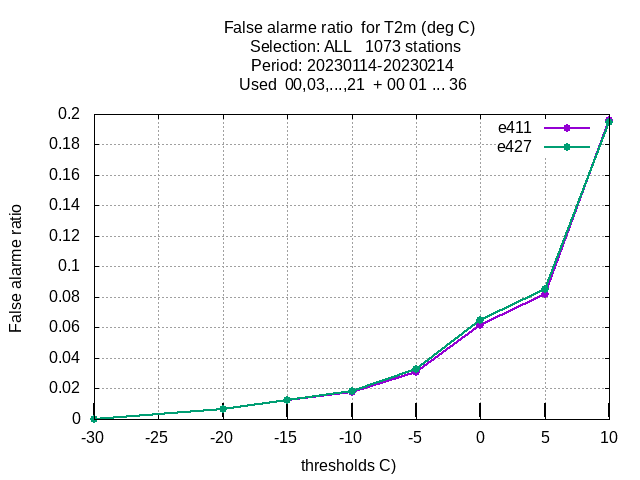 False alarme ratio  for T2m (deg C)
Selection: ALL   1073 stations
Period: 20230114-20230214
Used  00,03,...,21  + 00 01 ... 36
e411
e427
False alarme ratio
0.2
0.18
0.16
0.14
0.12
0.1
0.08
0.06
0.04
0.02
0
-30 -25 -20 -15 -10 -5 0 5 10
thresholds C)